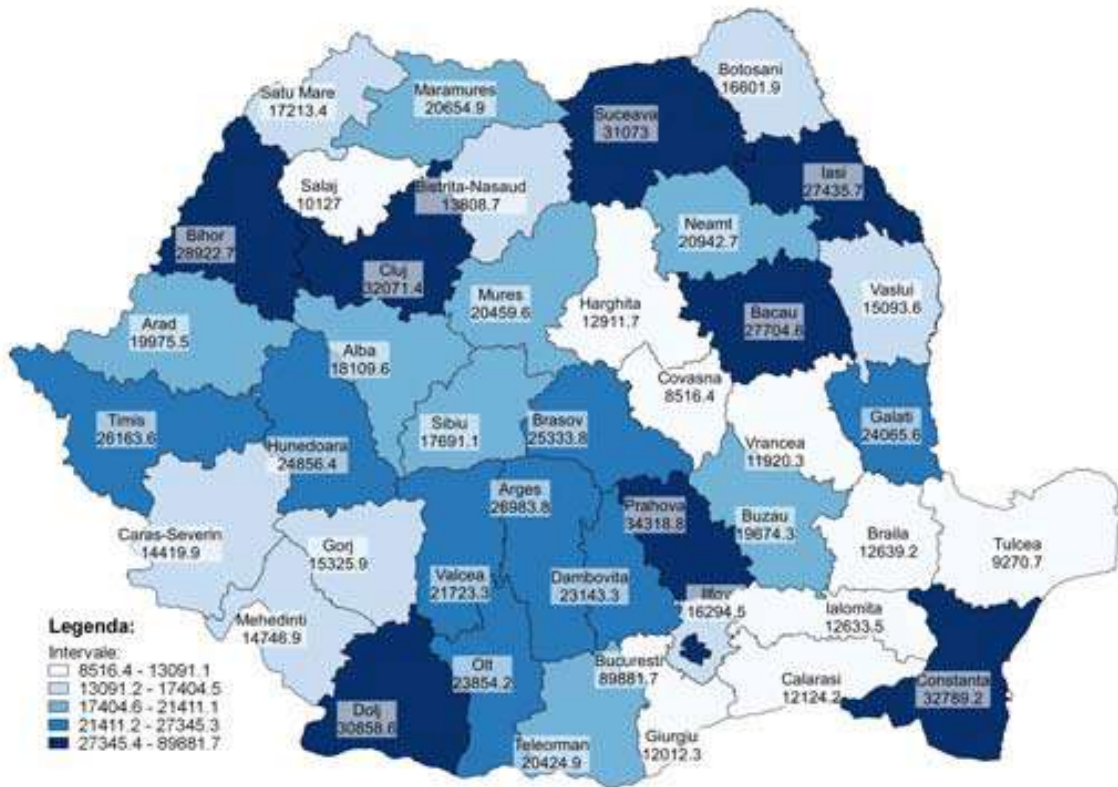 Botosani
16601.9
Satu Mare
17213.4
Maramures
20654.9
Suceava
31073
Iasi
27435.7
Salaj
10127
Bistrita-Nasaud
13808.7
Neamt
20942.7
Bihor
28922.7
Cluj
32071.4
Mures
20459.6
Harghita
12911.7
Bacau
27704.6
Vaslui
15093.6
Arad
19975.5
Alba
18109.6
Covasna
8516.4
Timis
26163.6
Hunedoara
24856.4
Sibiu
17691.1
Brasov
25333.8
Vrancea
11920.3
Galati
24065.6
Arges
26983.8
Prahova
34318.8
Buzau
19674.3
Braila
12639.2
Tulcea
9270.7
Caras-Severin
14419.9
Gorj
15325.9
Valcea
21723.3
Dambovita
23143.3
Ilfov
16294.5
Ialomita
12633.5
Mehedinti
14746.9
Olt
23854.2
Bucuresti
89881.7
Calarasi
12124.2
Constanta
32789.2
Dolj
30858.6
Teleorman
20424.9
Giurgiu
12012.3
Legenda:
Intervale:
8516.4 - 13091.1
13091.2 - 17404.5
17404.6 - 21411.1
21411.2 - 27345.3
27345.4 - 89881.7